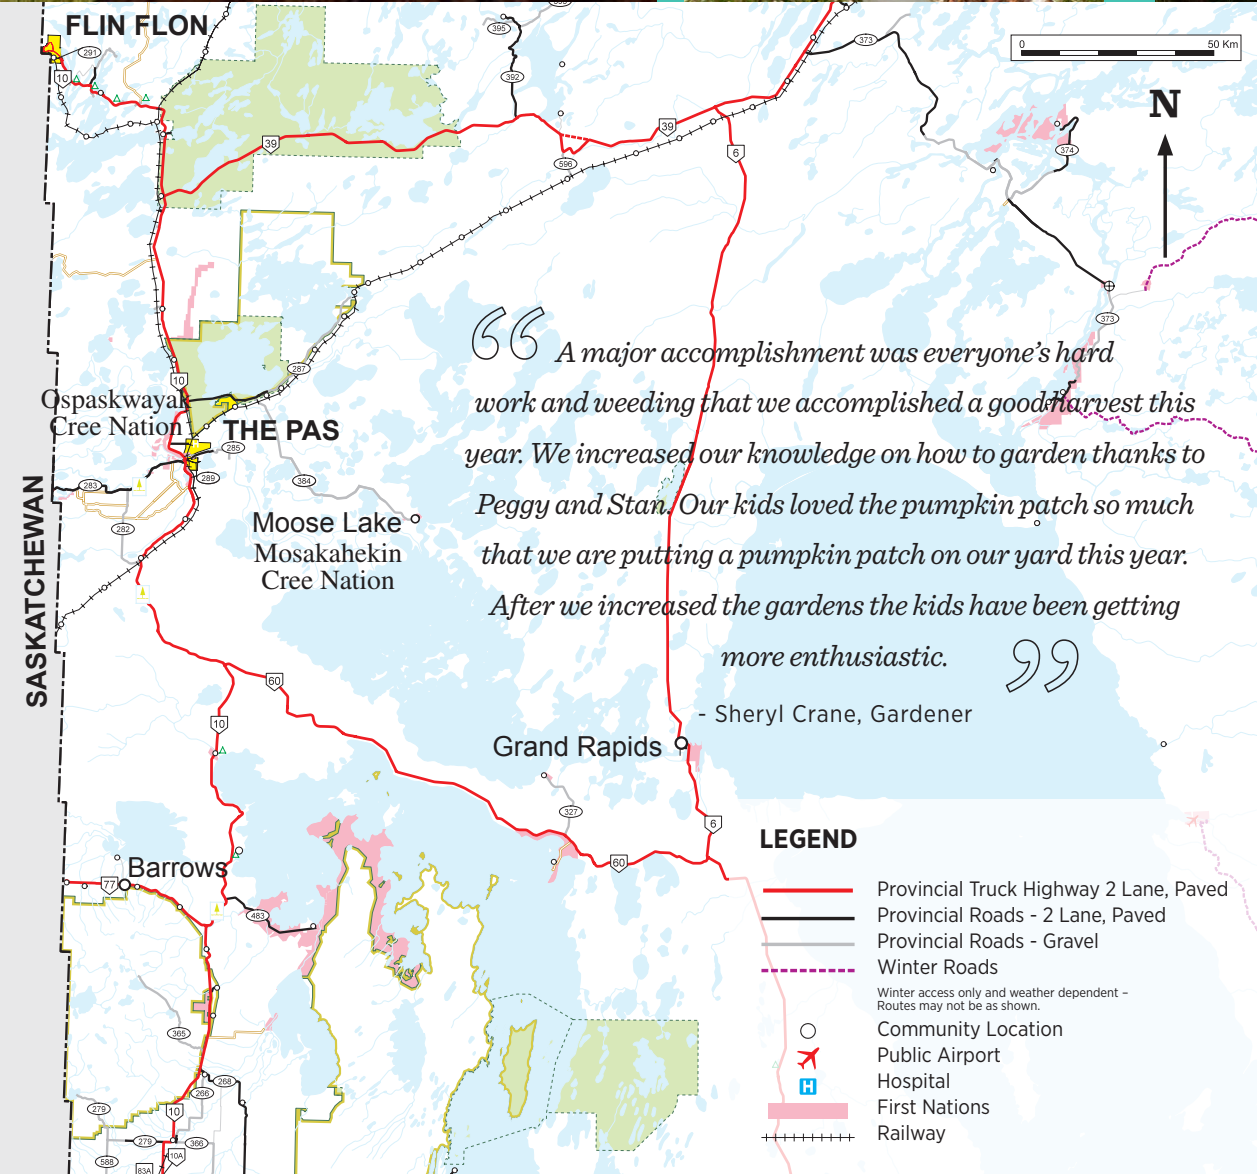 FLIN FLON
395
373
0
50 Km
291
10
392
N
39
39
6
374
596
373
10
287
Ospaskwayak
Cree Nation
THE PAS
285
289
283
384
282
SASKATCHEWAN
Moose Lake
Mosakahekin
Cree Nation
“ A major accomplishment was everyone’s hard
work and weeding that we accomplished a good harvest this
year. We increased our knowledge on how to garden thanks to
Peggy and Stan. Our kids loved the pumpkin patch so much
that we are putting a pumpkin patch on our yard this year.
After we increased the gardens the kids have been getting
more enthusiastic. ”
- Sheryl Crane, Gardener
60
10
Grand Rapids
327
6
60
Barrows
77
483
365
268
266
279
10
279
366
10A
588
83A
LEGEND
Provincial Truck Highway 2 Lane, Paved
Provincial Roads - 2 Lane, Paved
Provincial Roads - Gravel
Winter Roads
Winter access only and weather dependent –
Routes may not be as shown.
Community Location
Public Airport
H
Hospital
First Nations
Railway